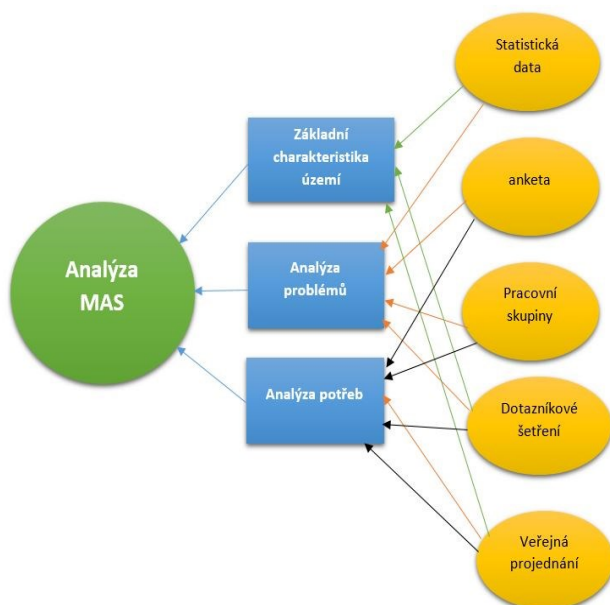 Analýza
MAS
Základní
charakteristika
území
Analýza
problémů
Analýza potřeb
Statistická
data
anketa
Pracovní
skupiny
Dotazníkové
šetření
Veřejná
projednání